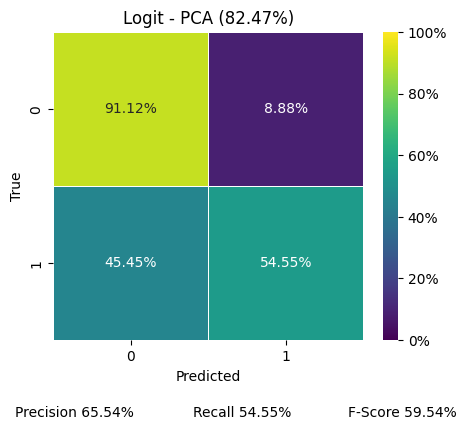 Logit - PCA (82.47%)
100%
0
91.12%
8.88%
80%
60%
True
40%
1
45.45%
54.55%
20%
0%
0
1
Predicted
Precision 65.54%
Recall 54.55%
F-Score 59.54%